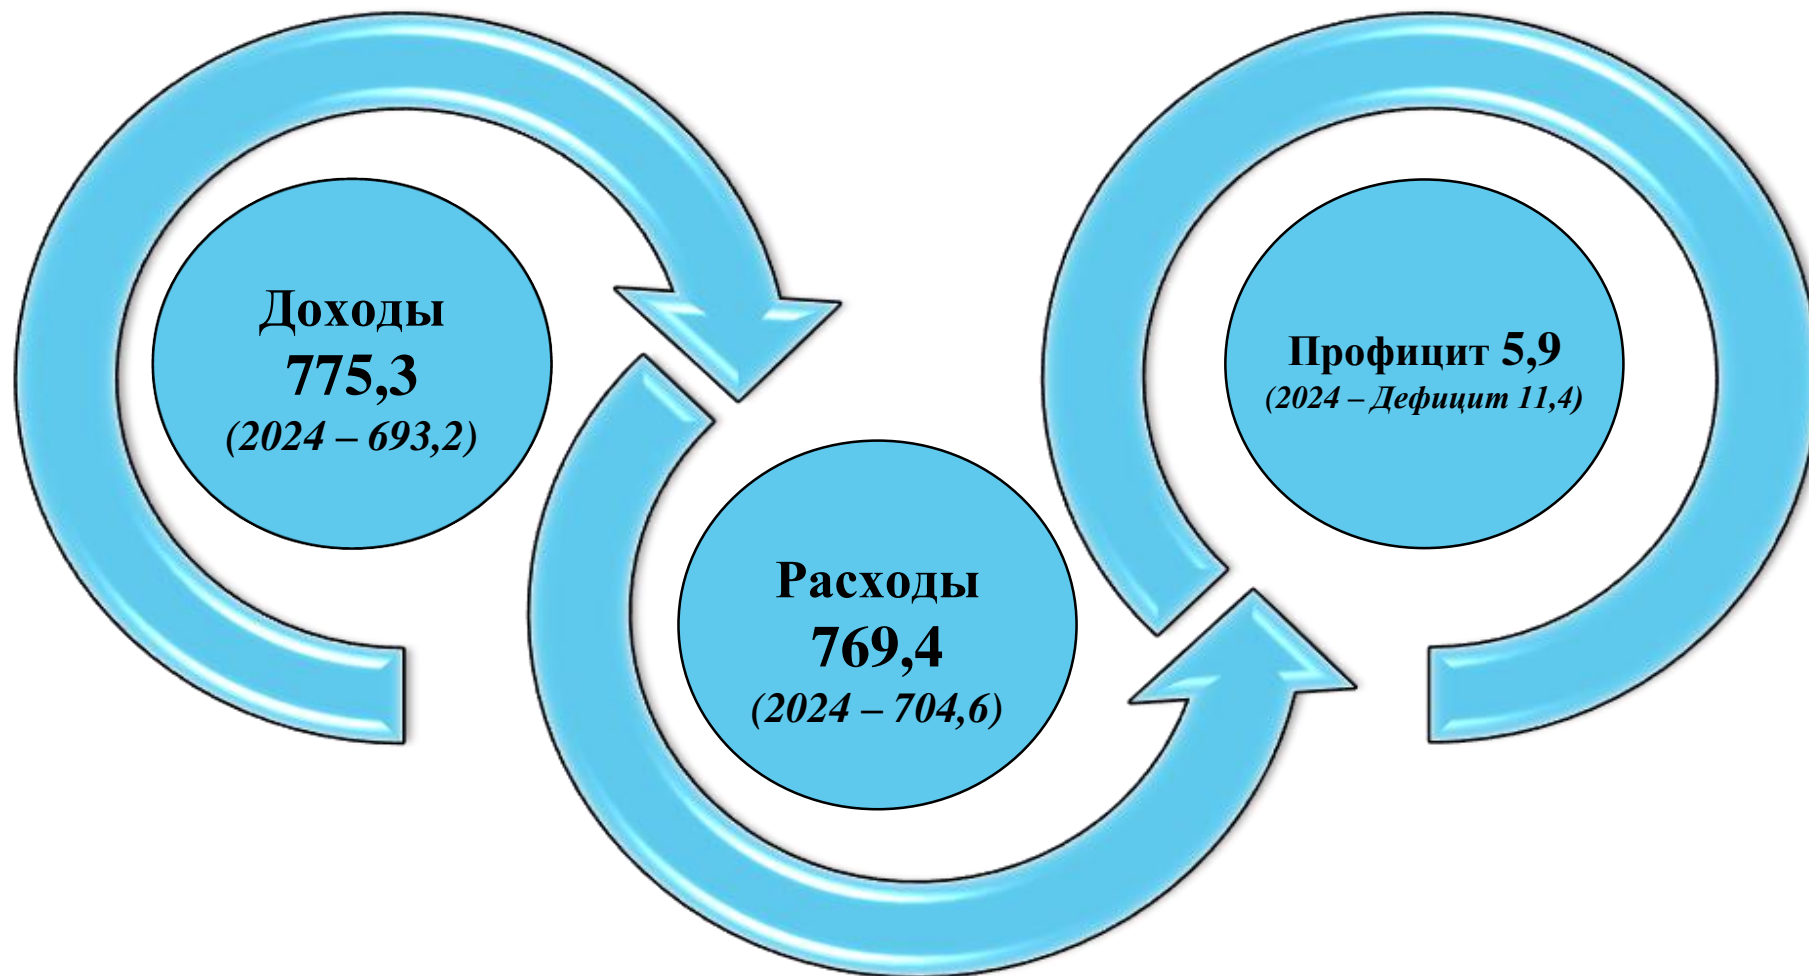 Доходы
775,3
(2024 – 693,2)
Расходы
769,4
(2024 – 704,6)
Профицит 5,9
(2024 – Дефицит 11,4)